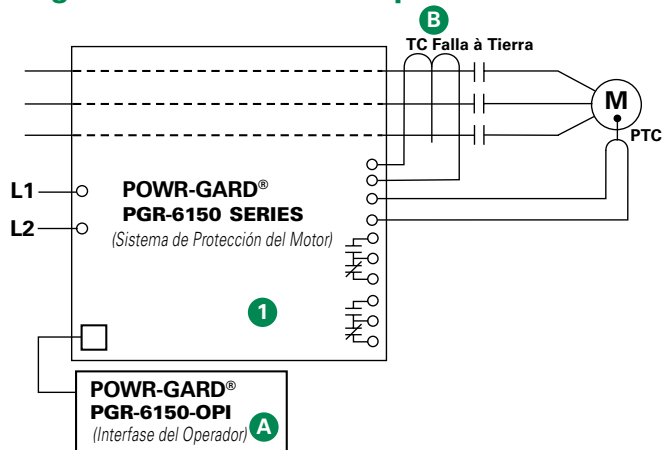 B
TC Falla à Tierra
M
PTC
L1
L2
POWR-GARD®
PGR-6150 SERIES
(Sistema de Protección del Motor)
1
POWR-GARD®
PGR-6150-OPI
(Interfase del Operador)
A